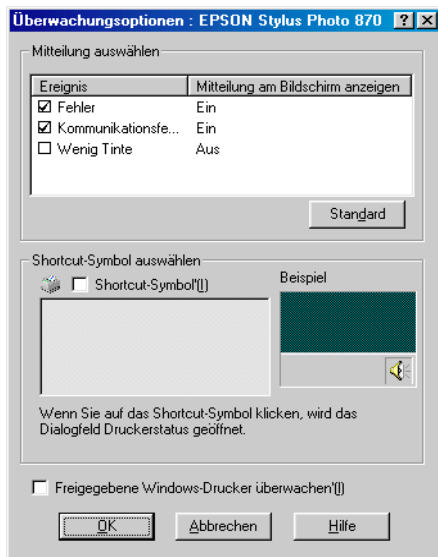 Überwachungsoptionen : EPSON Stylus Photo 870
Mitteilung auswählen
Ereignis Mitteilung am Bildschirm anzeigen
Fehler Ein
Kommunikationsfe... Ein
Wenig Tinte Aus
Standard
Shortcut-Symbol auswählen
Shortcut-Symbol'(I)
Beispiel
Wenn Sie auf das Shortcut-Symbol klicken, wird das
Dialogfeld Druckerstatus geöffnet.
Freigegebene Windows-Drucker überwachen'(I)
OK Abbrechen Hilfe